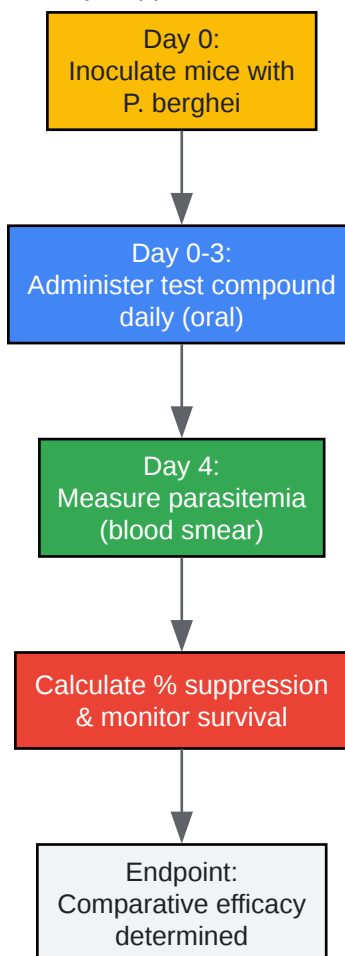 Day 0:
Inoculate mice with
P. berghei
Day 0-3:
Administer test compound
daily (oral)
Day 4:
Measure parasitemia
(blood smear)
Calculate % suppression
& monitor survival
Endpoint:
Comparative efficacy
determined